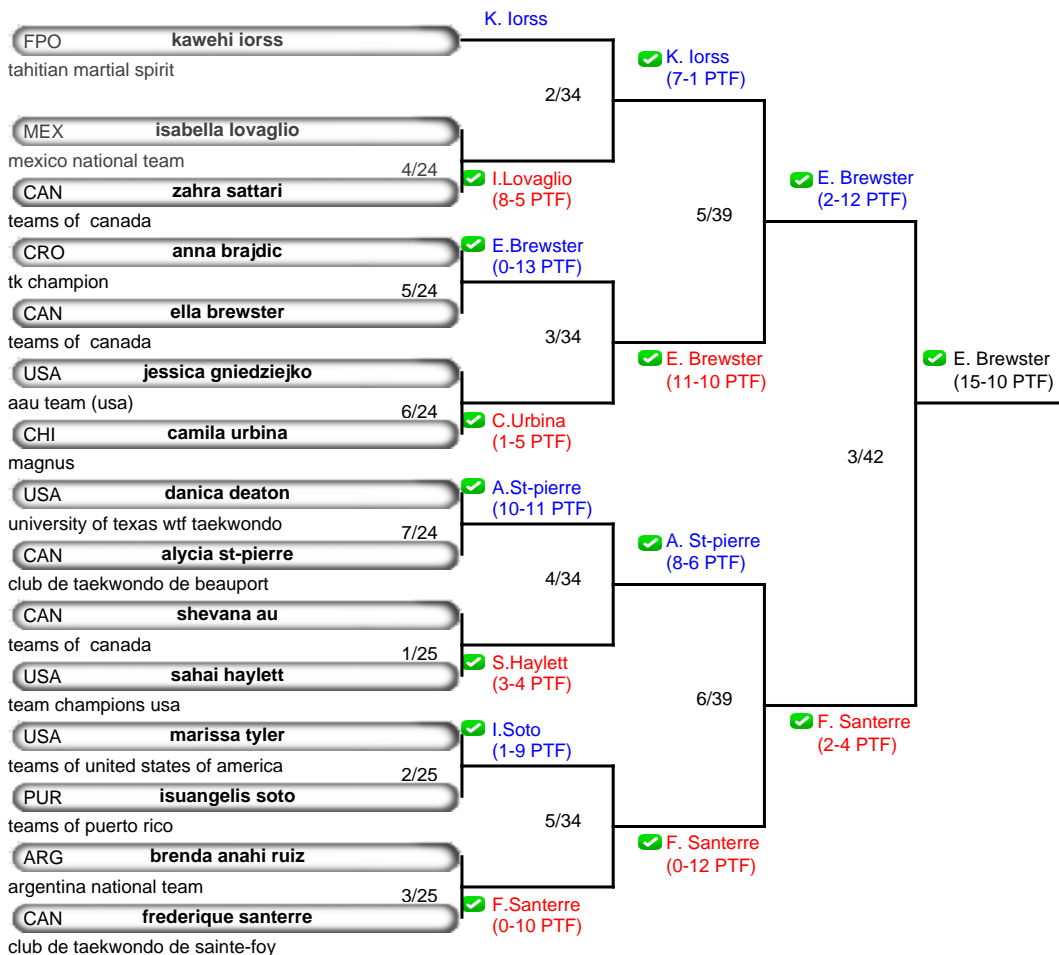 K. Iorss
FPO kawehi iorss
tahitian martial spirit
K. Iorss
(7-1 PTF)
2/34
MEX isabella lovaglio
mexico national team
4/24
CAN zahra sattari
teams of  canada
I.Lovaglio
(8-5 PTF)
E. Brewster
(2-12 PTF)
5/39
CRO anna brajdic
tk champion
E.Brewster
(0-13 PTF)
5/24
CAN ella brewster
teams of  canada
3/34
USA jessica gniedziejko
aau team (usa)
E. Brewster
(11-10 PTF)
E. Brewster
(15-10 PTF)
6/24
CHI camila urbina
magnus
C.Urbina
(1-5 PTF)
3/42
USA danica deaton
university of texas wtf taekwondo
A.St-pierre
(10-11 PTF)
7/24
CAN alycia st-pierre
club de taekwondo de beauport
A. St-pierre
(8-6 PTF)
4/34
CAN shevana au
teams of  canada
1/25
USA sahai haylett
team champions usa
S.Haylett
(3-4 PTF)
6/39
F. Santerre
(2-4 PTF)
USA marissa tyler
teams of united states of america
I.Soto
(1-9 PTF)
2/25
PUR isuangelis soto
teams of puerto rico
5/34
ARG brenda anahi ruiz
argentina national team
F. Santerre
(0-12 PTF)
3/25
CAN frederique santerre
club de taekwondo de sainte-foy
F.Santerre
(0-10 PTF)